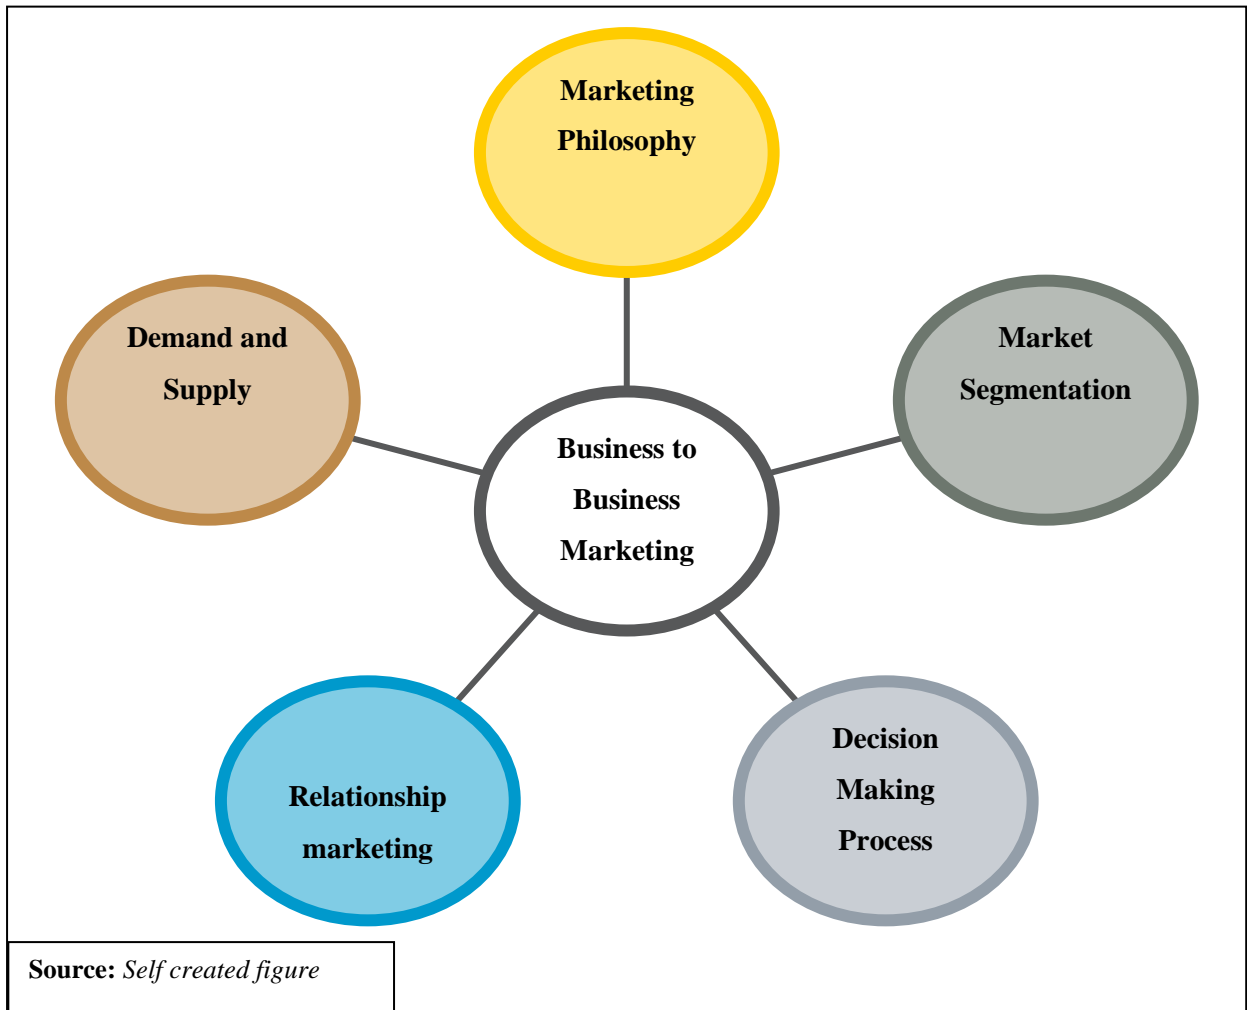 Marketing
Philosophy
Demand and
Supply
Market
Segmentation
Business to
Business
Marketing
Relationship
marketing
Decision
Making
Process
Source: Self created figure